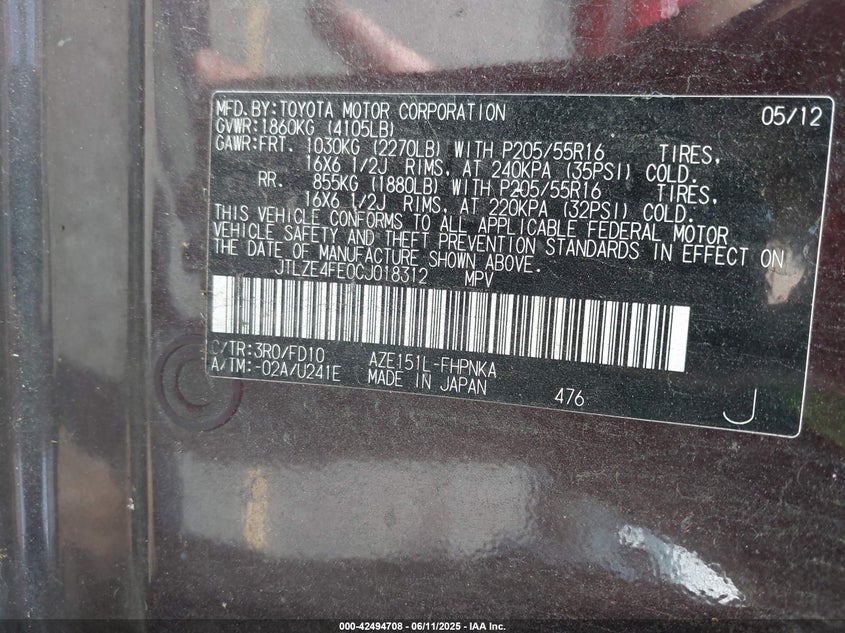 MFD.BY:TOYOTA MOTOR CORPORATION 05/12
GVWR:1860KG (4105LB)
GAWR:FRT. 1030KG (2270LB) WITH P205/55R16 TIRES,
16X6 1/2J RIMS, AT 240KPA (35PSI) COLD.
RR. 855KG (1880LB) WITH P205/55R16 TIRES,
16X6 1/2J RIMS, AT 220KPA (32PSI) COLD.
THIS VEHICLE CONFORMS TO ALL APPLICABLE FEDERAL MOTOR
VEHICLE SAFETY AND THEFT PREVENTION STANDARDS IN EFFECT ON
THE DATE OF MANUFACTURE SHOWN ABOVE.
JTLZE4FE0CJ018312 MPV
C/TR:3R0/FD10 AZE151L-FHPNKA
A/TM:-02A/U241E MADE IN JAPAN 476
J
000-42494708 - 06/11/2025 - IAA Inc.